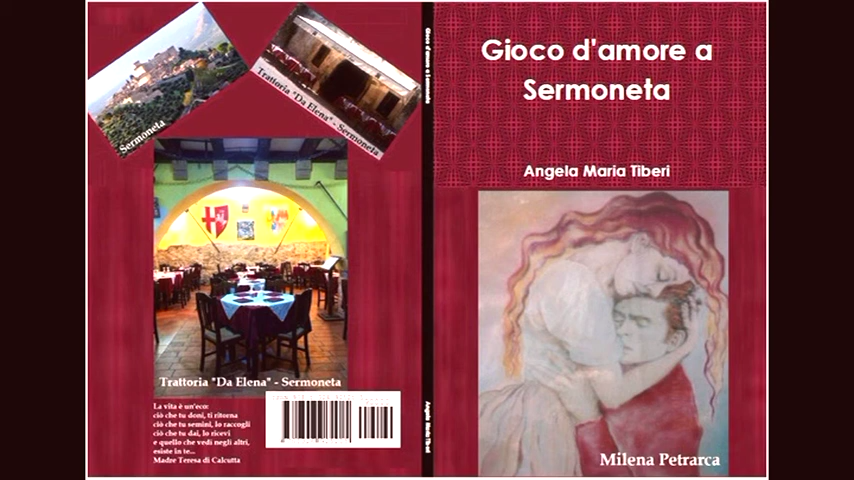 Sermoneta
Trattoria "Da Elena" - Sermoneta
Trattoria "Da Elena" - Sermoneta
La vita è un'eco:
ciò che tu doni, ti ritorna
ciò che tu semini, lo raccogli
ciò che tu dai, lo ricevi
e quello che vedi negli altri,
esiste in te...
Madre Teresa di Calcutta
Gioco d'amore a Sermoneta
Angela Maria Tiberi
Gioco d'amore a
Sermoneta
Angela Maria Tiberi
Milena Petrarca